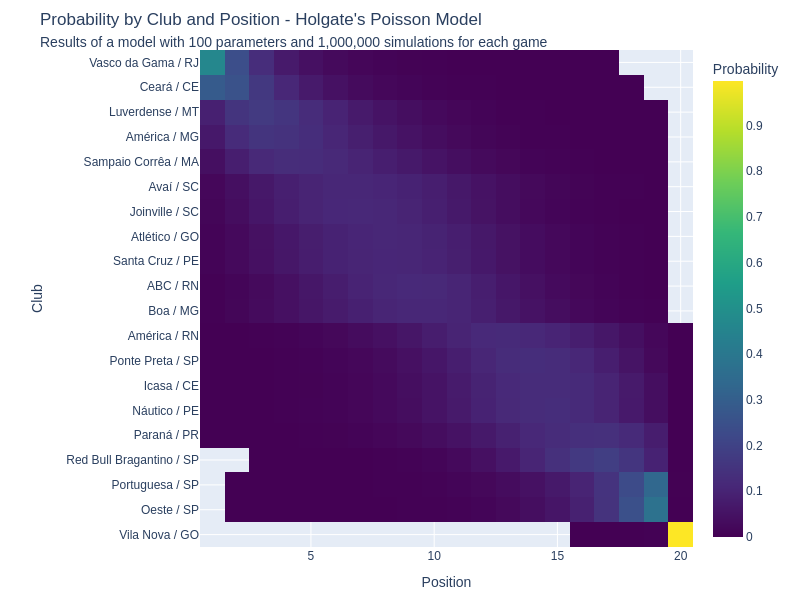 Probability by Club and Position - Holgate's Poisson Model
Results of a model with 100 parameters and 1,000,000 simulations for each game
Probability
Vasco da Gama / RJ
Ceará / CE
Luverdense / MT
América / MG
Sampaio Corrêa / MA
Avaí / SC
Joinville / SC
Atlético / GO
Santa Cruz / PE
ABC / RN
Boa / MG
América / RN
Ponte Preta / SP
Icasa / CE
Náutico / PE
Paraná / PR
Red Bull Bragantino / SP
Portuguesa / SP
Oeste / SP
Vila Nova / GO
Club
5
10
15
20
Position
0.9
0.8
0.7
0.6
0.5
0.4
0.3
0.2
0.1
0